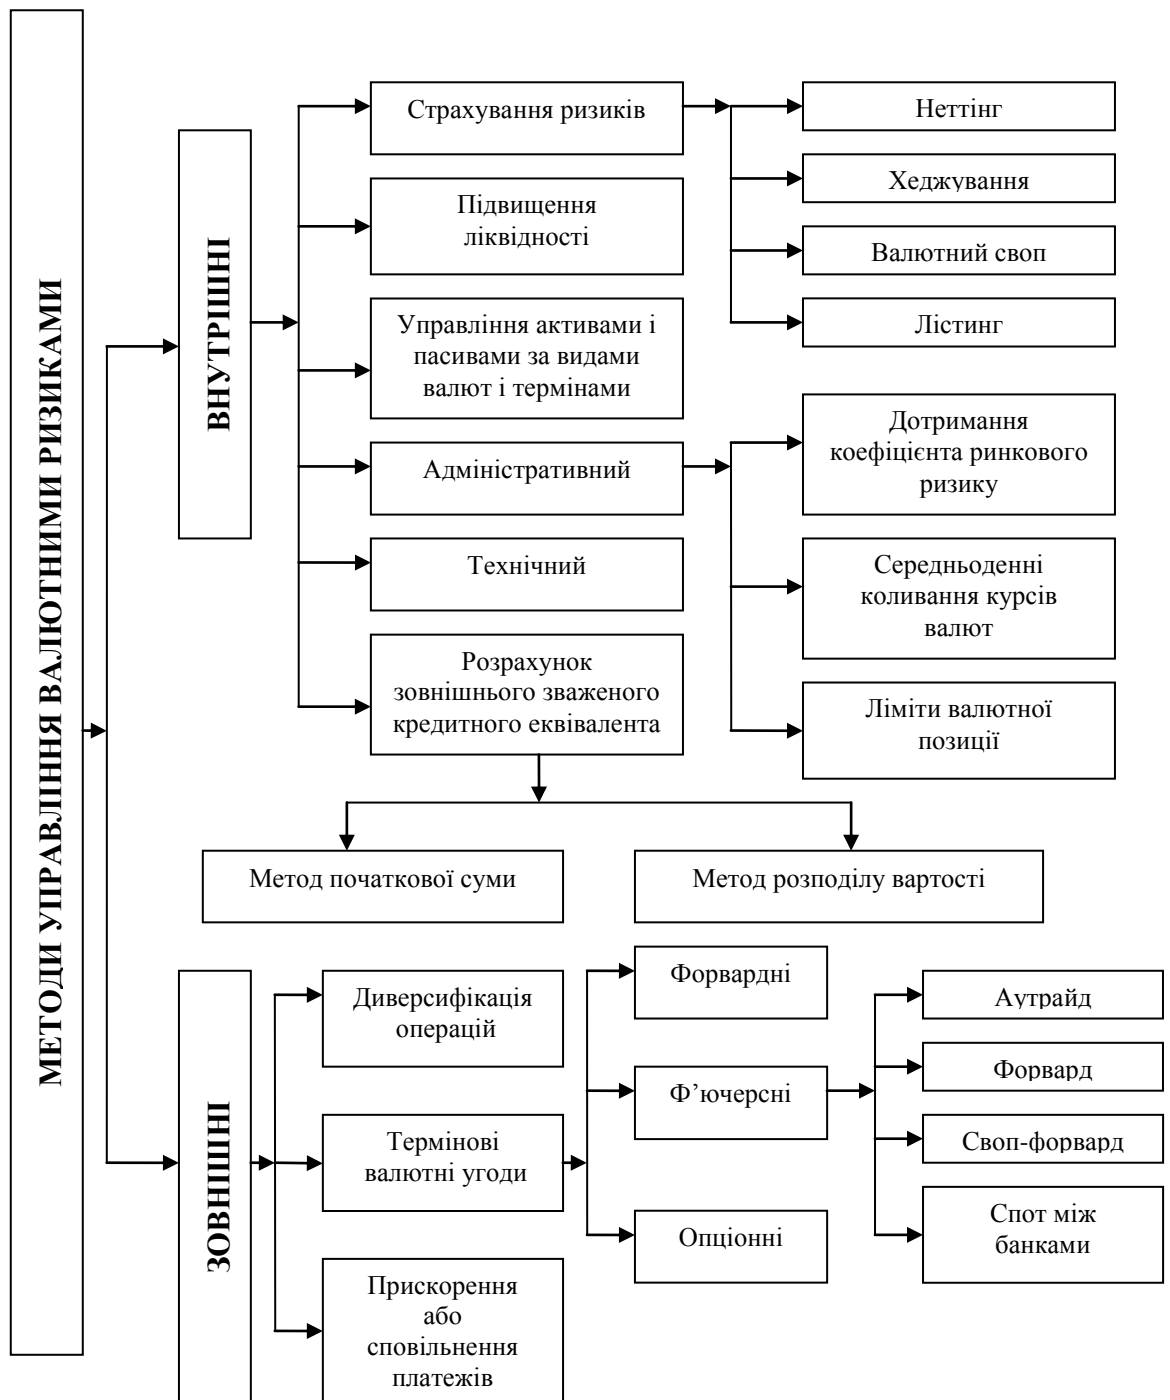 МЕТОДИ УПРАВЛІННЯ ВАЛЮТНИМИ РИЗИКАМИ
ВНУТРІШНІ
Страхування ризиків
Підвищення
ліквідності
Управління активами і
пасивами за видами
валют і термінами
Адміністративний
Технічний
Розрахунок
зовнішнього зваженого
кредитного еквівалента
Неттінг
Хеджування
Валютний своп
Лістинг
Дотримання
коефіцієнта ринкового
ризику
Середньоденні
коливання курсів
валют
Ліміти валютної
позиції
Метод початкової суми
Метод розподілу вартості
ЗОВНІШНІ
Диверсифікація
операцій
Термінові
валютні угоди
Прискорення
або
сповільнення
платежів
Форвардні
Ф’ючерсні
Опціонні
Аутрайд
Форвард
Своп-форвард
Спот між
банками